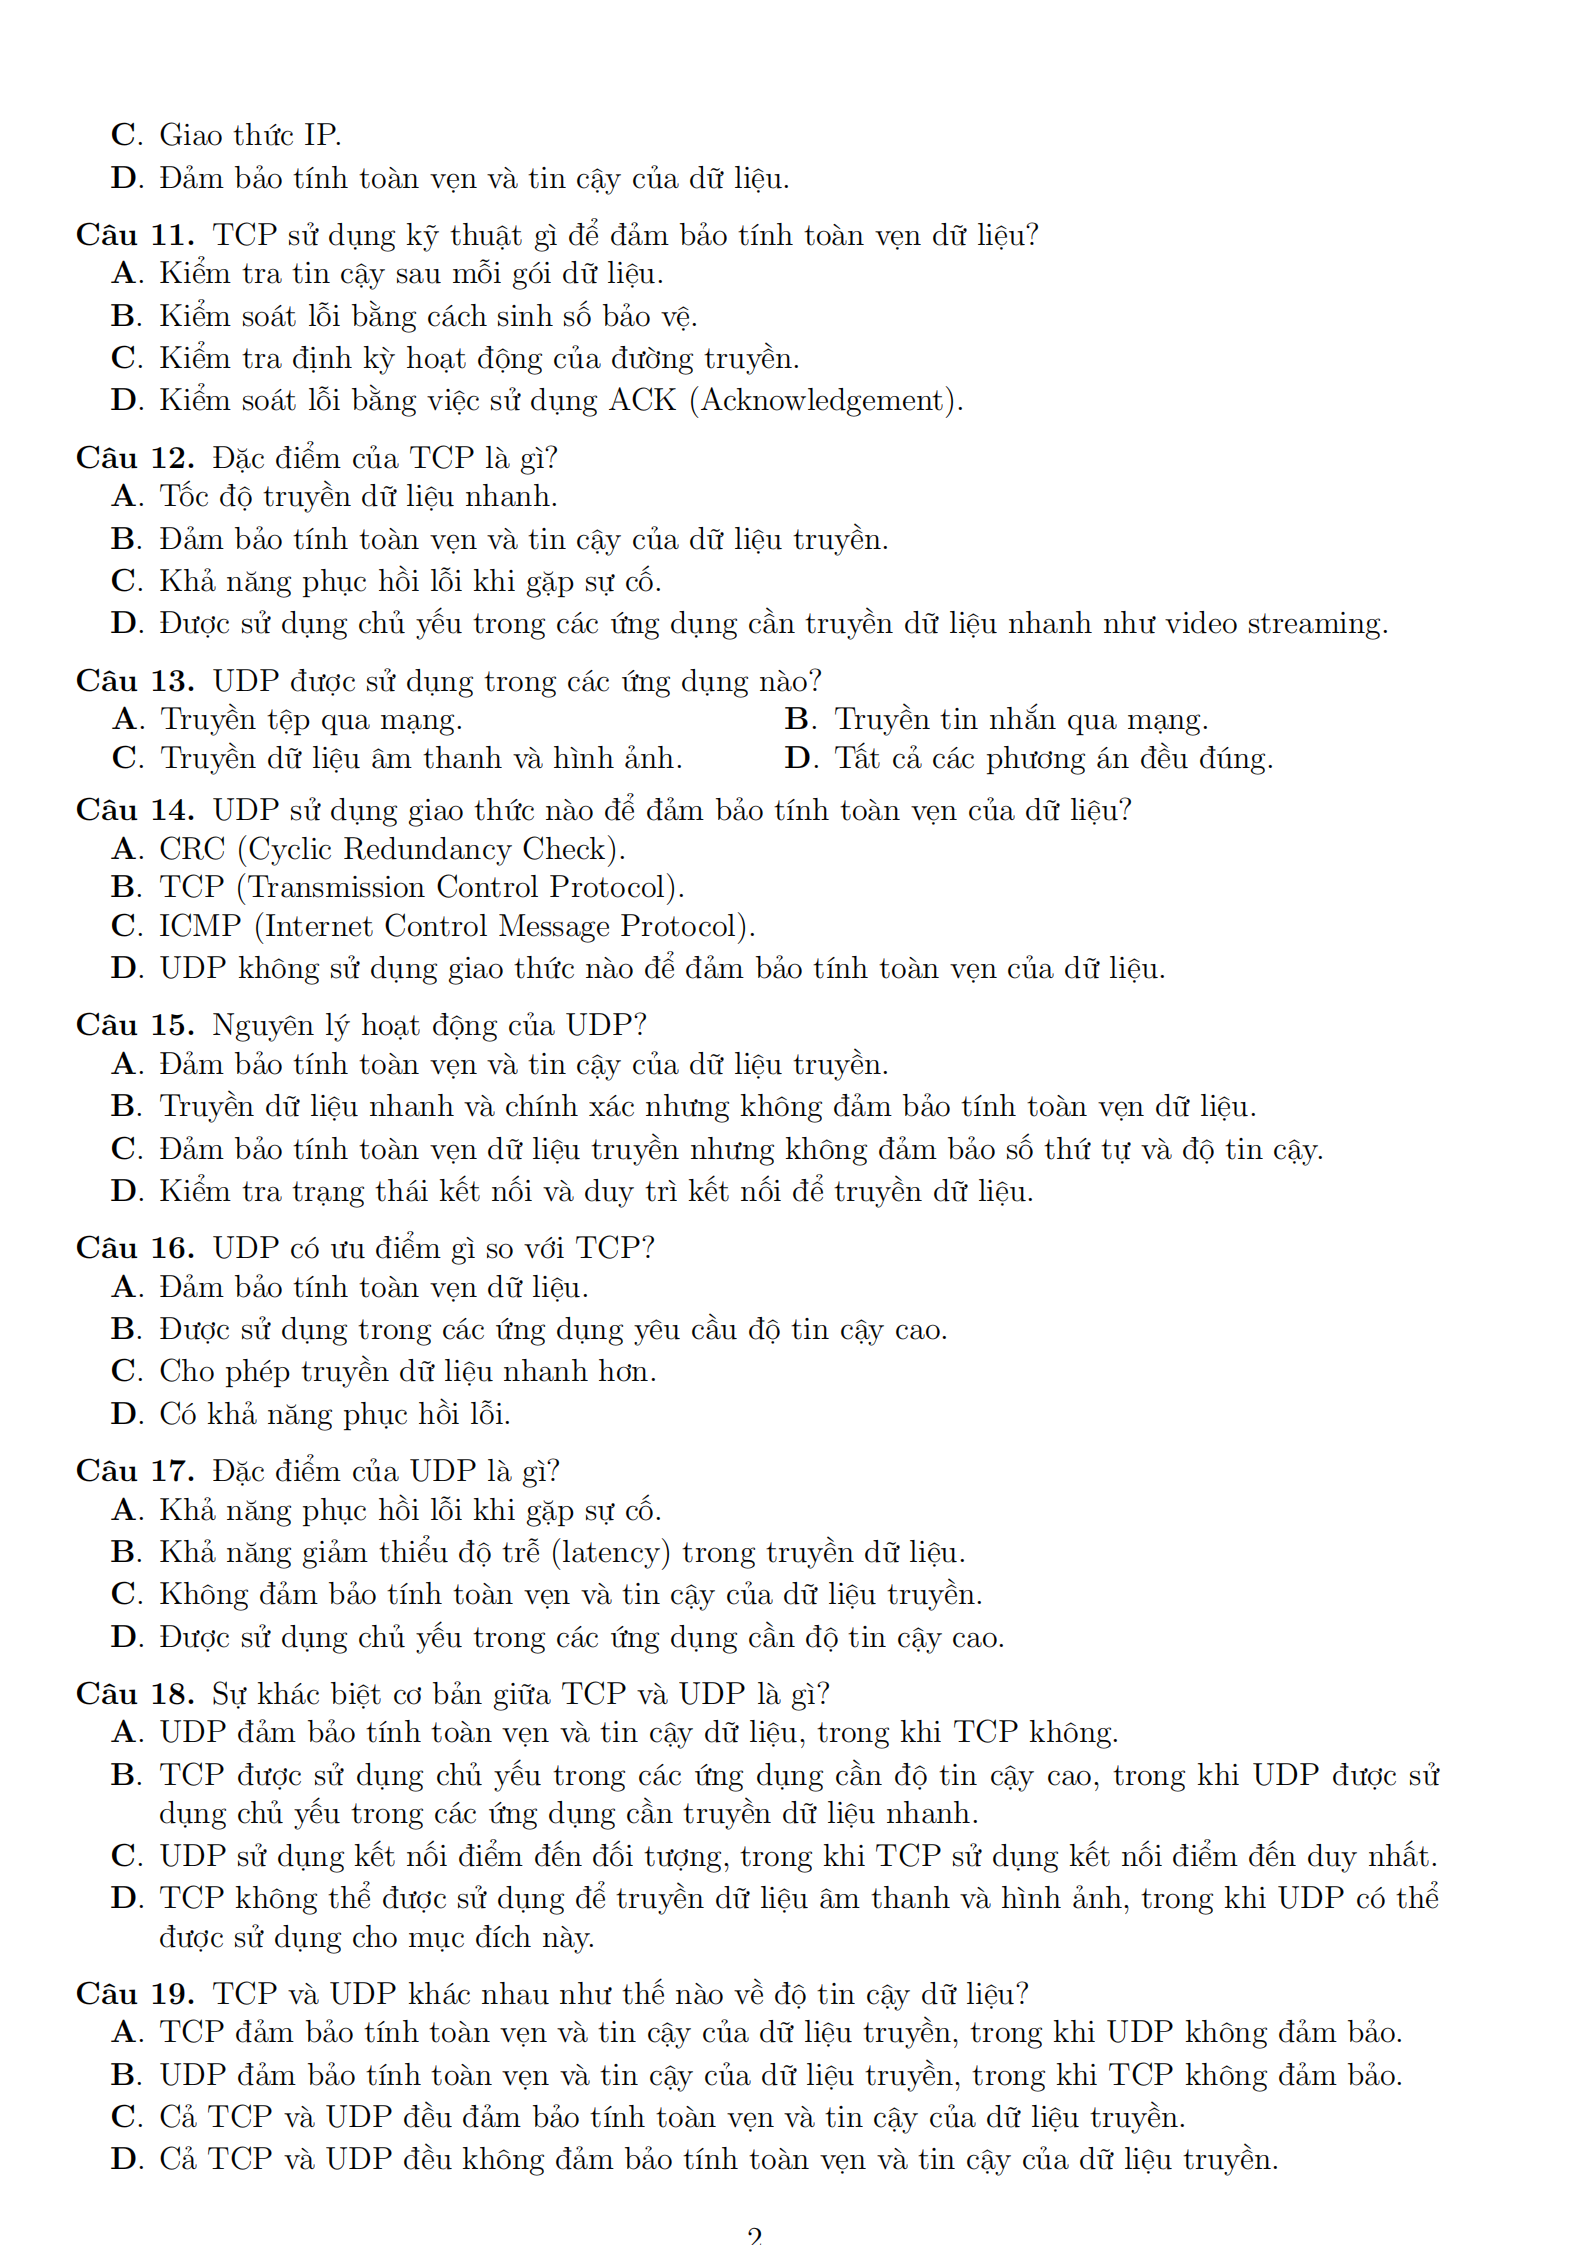 C. Giao thức IP.
D. Đảm bảo tính toàn vẹn và tin cậy của dữ liệu.
Câu 11. TCP sử dụng kỹ thuật gì để đảm bảo tính toàn vẹn dữ liệu?
A. Kiểm tra tin cậy sau mỗi gói dữ liệu.
B. Kiểm soát lỗi bằng cách sinh số bảo vệ.
C. Kiểm tra định kỳ hoạt động của đường truyền.
D. Kiểm soát lỗi bằng việc sử dụng ACK (Acknowledgement).
Câu 12. Đặc điểm của TCP là gì?
A. Tốc độ truyền dữ liệu nhanh.
B. Đảm bảo tính toàn vẹn và tin cậy của dữ liệu truyền.
C. Khả năng phục hồi lỗi khi gặp sự cố.
D. Được sử dụng chủ yếu trong các ứng dụng cần truyền dữ liệu nhanh như video streaming.
Câu 13. UDP được sử dụng trong các ứng dụng nào?
A. Truyền tệp qua mạng. B. Truyền tin nhắn qua mạng.
C. Truyền dữ liệu âm thanh và hình ảnh. D. Tất cả các phương án đều đúng.
Câu 14. UDP sử dụng giao thức nào để đảm bảo tính toàn vẹn của dữ liệu?
A. CRC (Cyclic Redundancy Check).
B. TCP (Transmission Control Protocol).
C. ICMP (Internet Control Message Protocol).
D. UDP không sử dụng giao thức nào để đảm bảo tính toàn vẹn của dữ liệu.
Câu 15. Nguyên lý hoạt động của UDP?
A. Đảm bảo tính toàn vẹn và tin cậy của dữ liệu truyền.
B. Truyền dữ liệu nhanh và chính xác nhưng không đảm bảo tính toàn vẹn dữ liệu.
C. Đảm bảo tính toàn vẹn dữ liệu truyền nhưng không đảm bảo số thứ tự và độ tin cậy.
D. Kiểm tra trạng thái kết nối và duy trì kết nối để truyền dữ liệu.
Câu 16. UDP có ưu điểm gì so với TCP?
A. Đảm bảo tính toàn vẹn dữ liệu.
B. Được sử dụng trong các ứng dụng yêu cầu độ tin cậy cao.
C. Cho phép truyền dữ liệu nhanh hơn.
D. Có khả năng phục hồi lỗi.
Câu 17. Đặc điểm của UDP là gì?
A. Khả năng phục hồi lỗi khi gặp sự cố.
B. Khả năng giảm thiểu độ trễ (latency) trong truyền dữ liệu.
C. Không đảm bảo tính toàn vẹn và tin cậy của dữ liệu truyền.
D. Được sử dụng chủ yếu trong các ứng dụng cần độ tin cậy cao.
Câu 18. Sự khác biệt cơ bản giữa TCP và UDP là gì?
A. UDP đảm bảo tính toàn vẹn và tin cậy dữ liệu, trong khi TCP không.
B. TCP được sử dụng chủ yếu trong các ứng dụng cần độ tin cậy cao, trong khi UDP được sử
dụng chủ yếu trong các ứng dụng cần truyền dữ liệu nhanh.
C. UDP sử dụng kết nối điểm đến đối tượng, trong khi TCP sử dụng kết nối điểm đến duy nhất.
D. TCP không thể được sử dụng để truyền dữ liệu âm thanh và hình ảnh, trong khi UDP có thể
được sử dụng cho mục đích này.
Câu 19. TCP và UDP khác nhau như thế nào về độ tin cậy dữ liệu?
A. TCP đảm bảo tính toàn vẹn và tin cậy của dữ liệu truyền, trong khi UDP không đảm bảo.
B. UDP đảm bảo tính toàn vẹn và tin cậy của dữ liệu truyền, trong khi TCP không đảm bảo.
C. Cả TCP và UDP đều đảm bảo tính toàn vẹn và tin cậy của dữ liệu truyền.
D. Cả TCP và UDP đều không đảm bảo tính toàn vẹn và tin cậy của dữ liệu truyền.
2